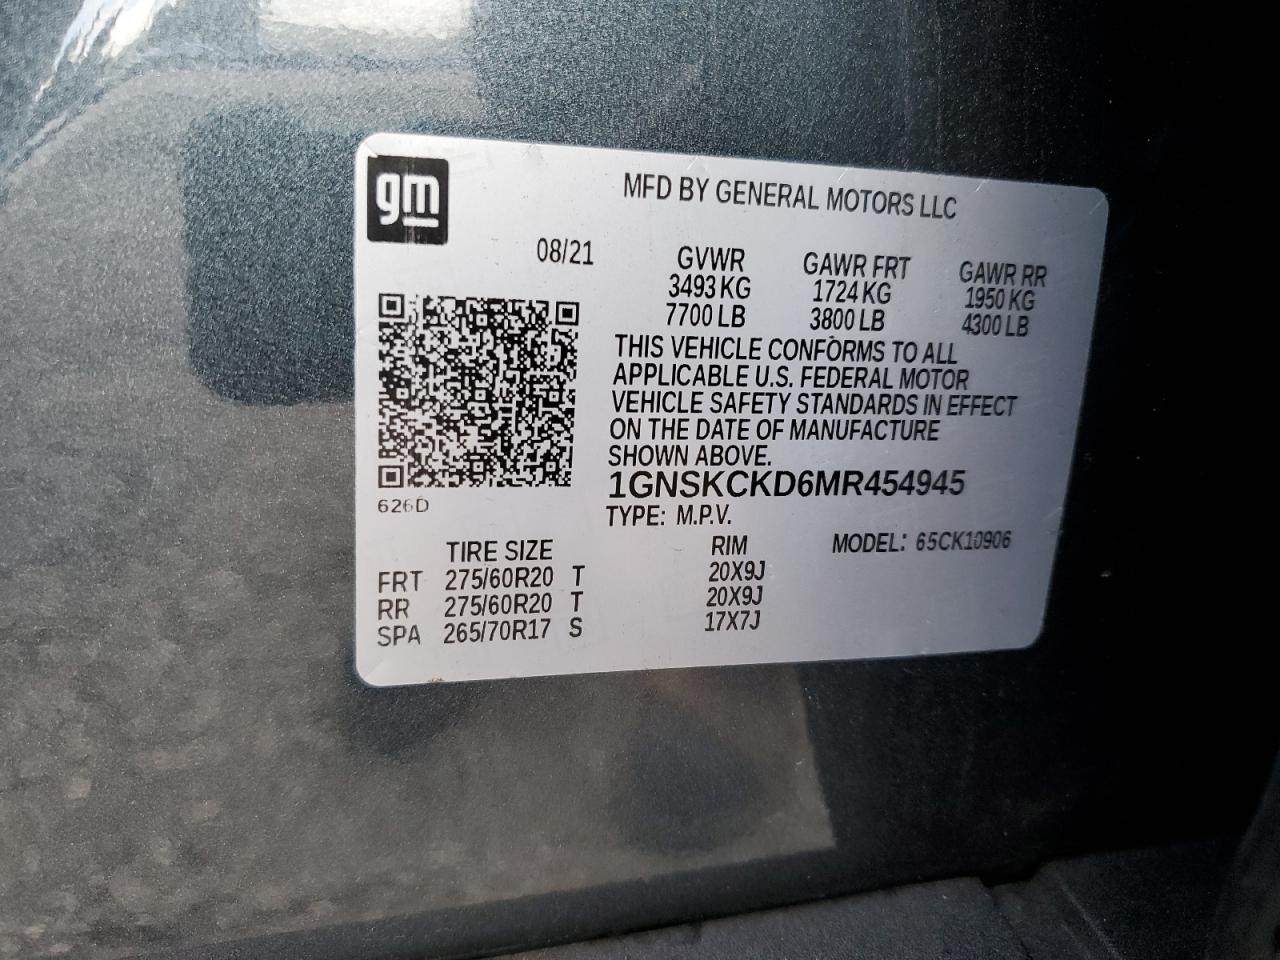 gm
MFD BY GENERAL MOTORS LLC
08/21
GVWR GAWR FRT GAWR RR
3493 KG 1724 KG 1950 KG
7700 LB 3800 LB 4300 LB
THIS VEHICLE CONFORMS TO ALL
APPLICABLE U.S. FEDERAL MOTOR
VEHICLE SAFETY STANDARDS IN EFFECT
ON THE DATE OF MANUFACTURE
SHOWN ABOVE.
1GNSKCKD6MR454945
626D
TYPE: M.P.V.
MODEL: 65CK10906
TIRE SIZE RIM
FRT 275/60R20 T 20X9J
RR 275/60R20 T 20X9J
SPA 265/70R17 S 17X7J